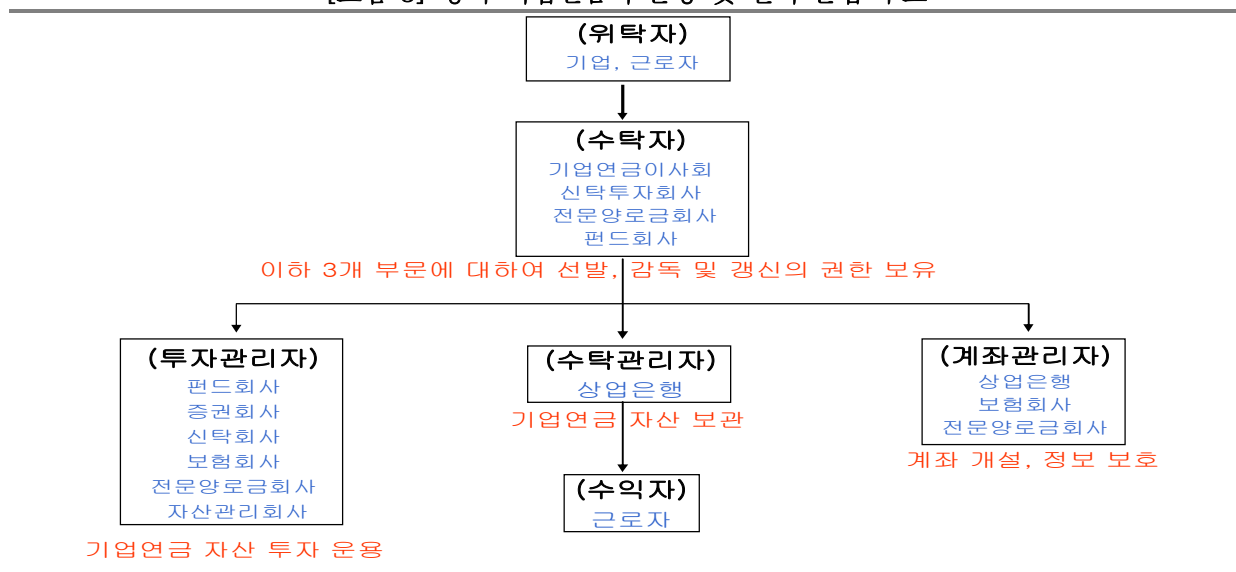 (위탁자)
기업, 근로자
(수탁자)
기업연금이사회
신탁투자회사
전문양로금회사
펀드회사
이하 3개 부문에 대하여 선발, 감독 및 갱신의 권한 보유
(투자관리자)
펀드회사
증권회사
신탁회사
보험회사
전문양로금회사
자산관리회사
기업연금 자산 투자 운용
(수탁관리자)
상업은행
기업연금 자산 보관
(수익자)
근로자
(계좌관리자)
상업은행
보험회사
전문양로금회사
계좌 개설, 정보 보호